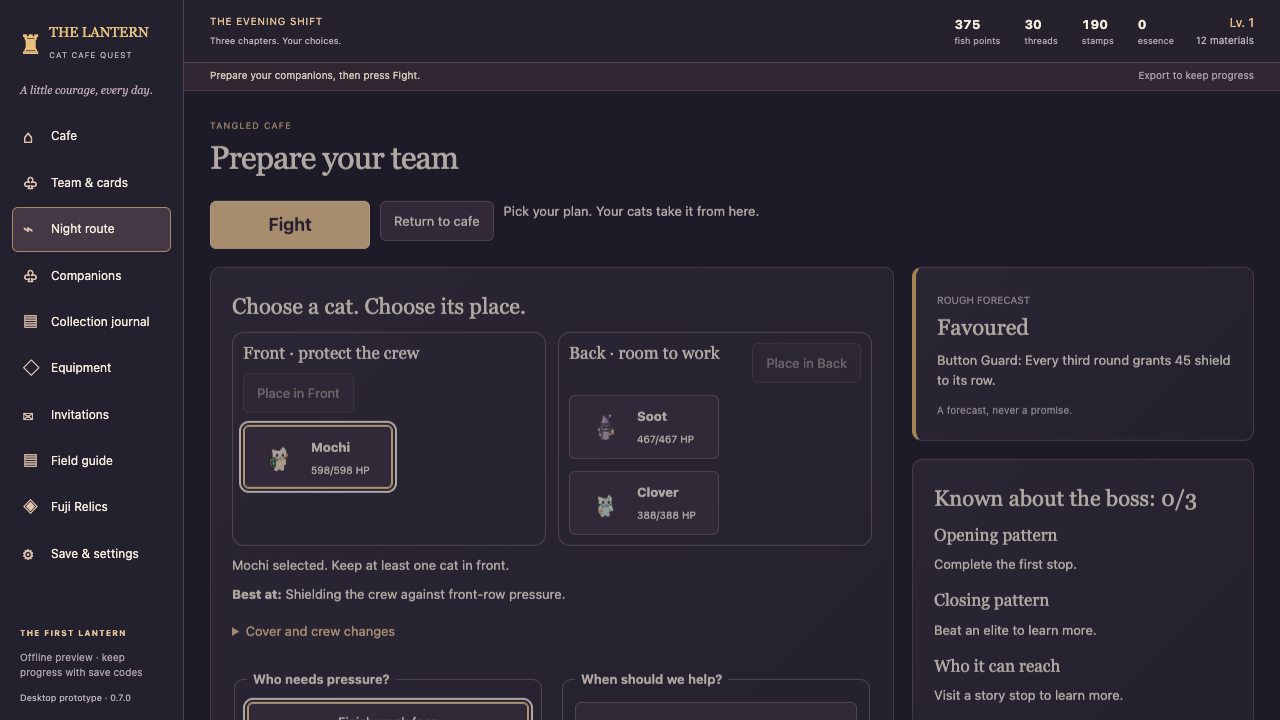 THE LANTERN
CAT CAFE QUEST
A little courage, every day.
Cafe
Team & cards
Night route
Companions
Collection journal
Equipment
Invitations
Field guide
Fuji Relics
Save & settings
THE FIRST LANTERN
Offline preview · keep
progress with save codes
Desktop prototype · 0.7.0
THE EVENING SHIFT
Three chapters. Your choices.
375
fish points
30
threads
190
stamps
0
essence
Lv. 1
12 materials
Prepare your companions, then press Fight.
Export to keep progress
TANGLED CAFE
Prepare your team
Fight
Return to cafe
Pick your plan. Your cats take it from here.
Choose a cat. Choose its place.
Front · protect the crew
Place in Front
Mochi
598/598 HP
Back · room to work
Place in Back
Soot
467/467 HP
Clover
388/388 HP
Mochi selected. Keep at least one cat in front.
Best at: Shielding the crew against front-row pressure.
Cover and crew changes
Who needs pressure?
When should we help?
ROUGH FORECAST
Favoured
Button Guard: Every third round grants 45 shield
to its row.
A forecast, never a promise.
Known about the boss: 0/3
Opening pattern
Complete the first stop.
Closing pattern
Beat an elite to learn more.
Who it can reach
Visit a story stop to learn more.